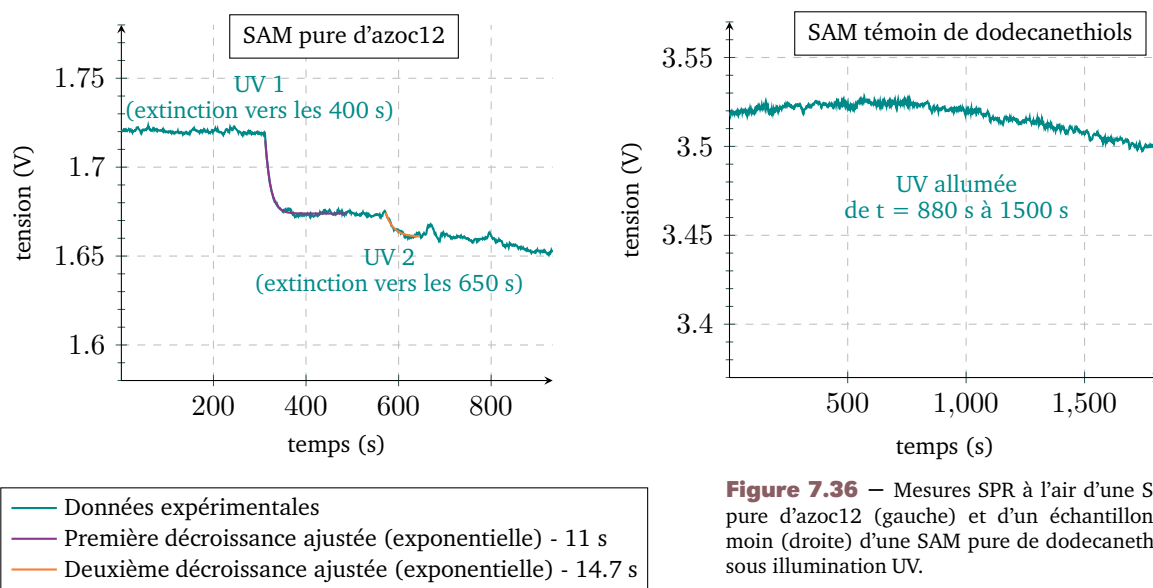 SAM pure d'azoc12
UV 1
(extinction vers les 400 s)
UV 2
(extinction vers les 650 s)
1.75
1.7
1.65
1.6
tension (V)
200 400 600 800
temps (s)
Données expérimentales
Première décroissance ajustée (exponentielle) - 11 s
Deuxième décroissance ajustée (exponentielle) - 14.7 s
SAM témoin de dodecanethiols
UV allumée
de t = 880 s à 1500 s
3.55
3.5
3.45
3.4
tension (V)
500 1,000 1,500
temps (s)
Figure 7.36 — Mesures SPR à l'air d'une S
pure d'azoc12 (gauche) et d'un échantillon
moin (droite) d'une SAM pure de dodecaneth
sous illumination UV.